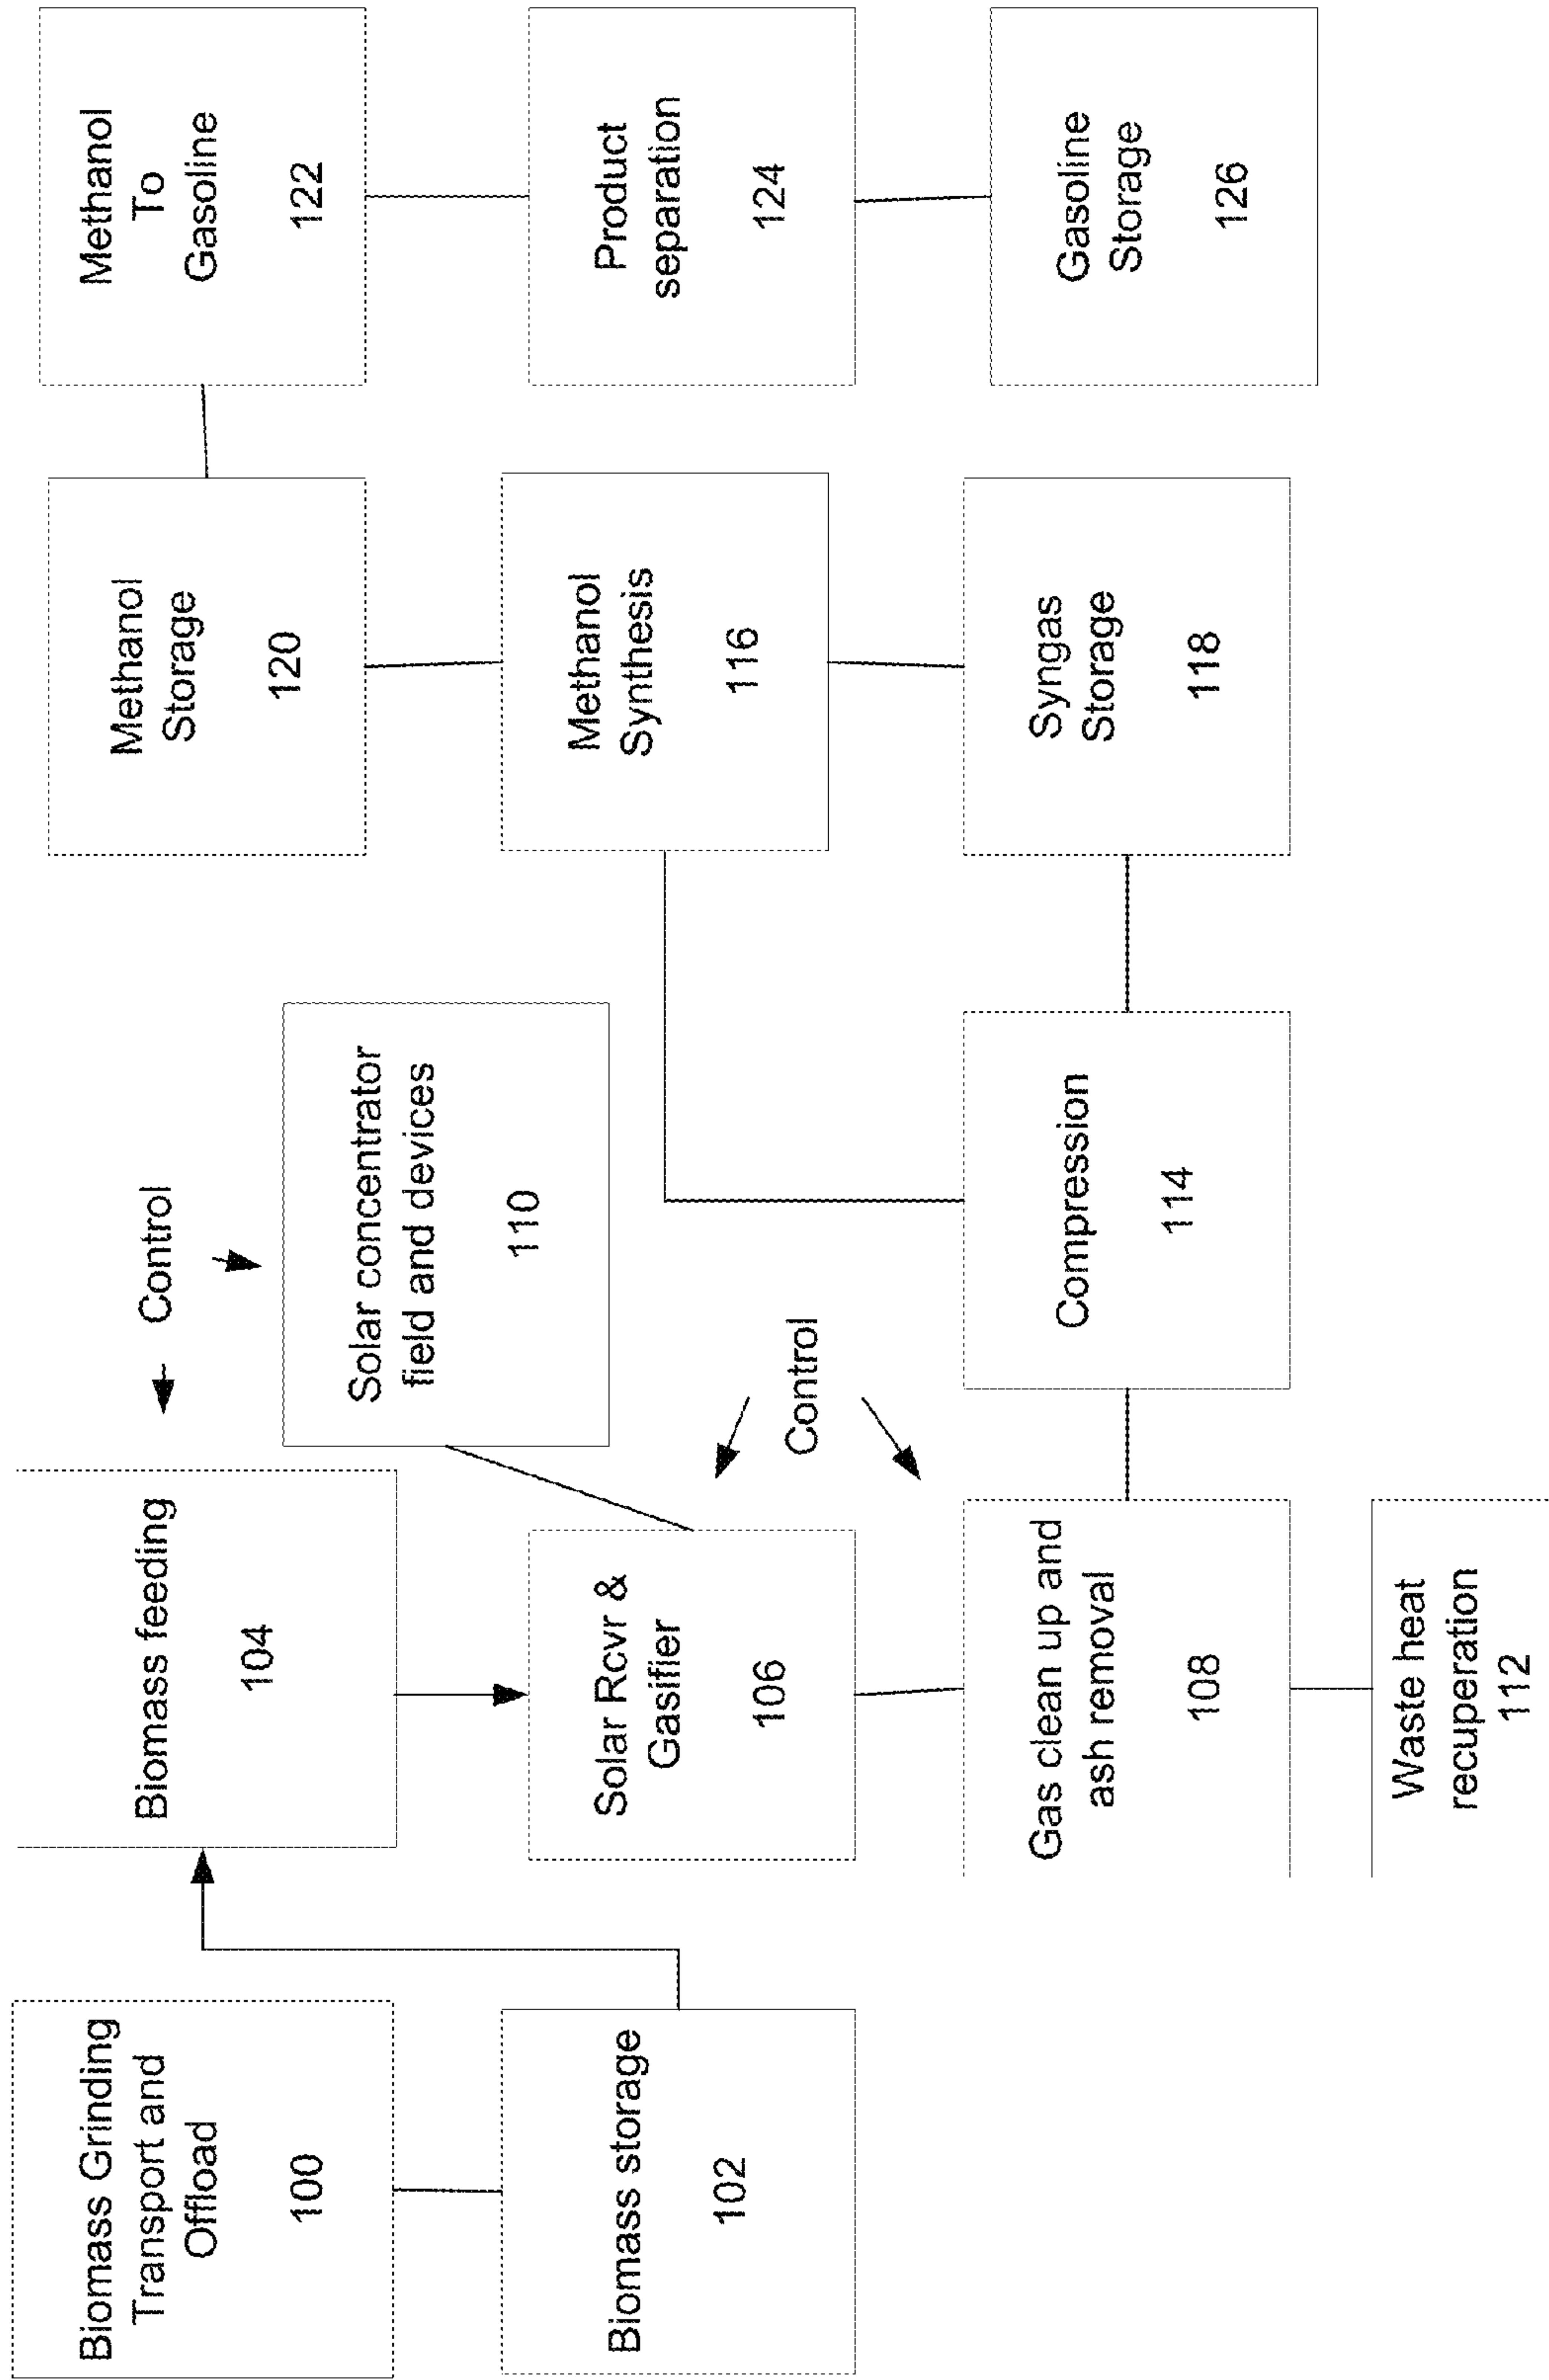 Biomass Grinding
Transport and
Offload
100
Biomass storage
102
Biomass feeding
104
Solar Rcvr &
Gasifier
106
Gas clean up and
ash removal
108
Waste heat
recuperation
112
Control
Solar concentrator
field and devices
110
Control
Compression
114
Methanol
Storage
120
Methanol
Synthesis
116
Syngas
Storage
118
Methanol
To
Gasoline
122
Product
separation
124
Gasoline
Storage
126